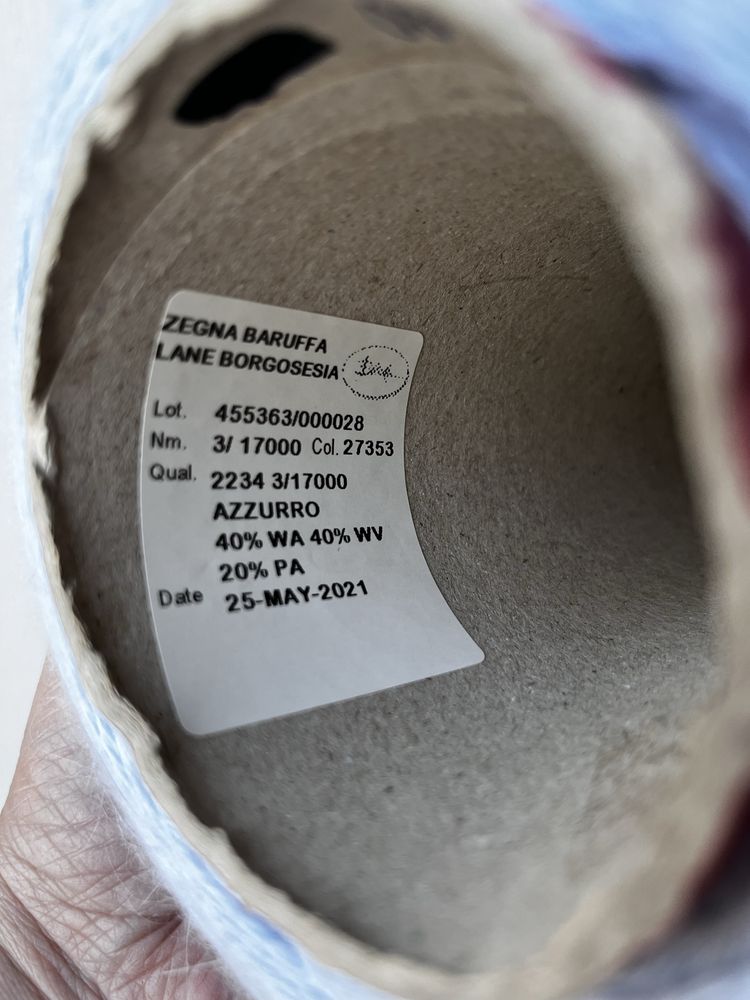 ZEGNA BARUFFA
LANE BORGOSESIA
Lot. 455363/000028
Nm. 3/ 17000 Col. 27353
Qual. 2234 3/17000
AZZURRO
40% WA 40% WV
20% PA
Date 25-MAY-2021